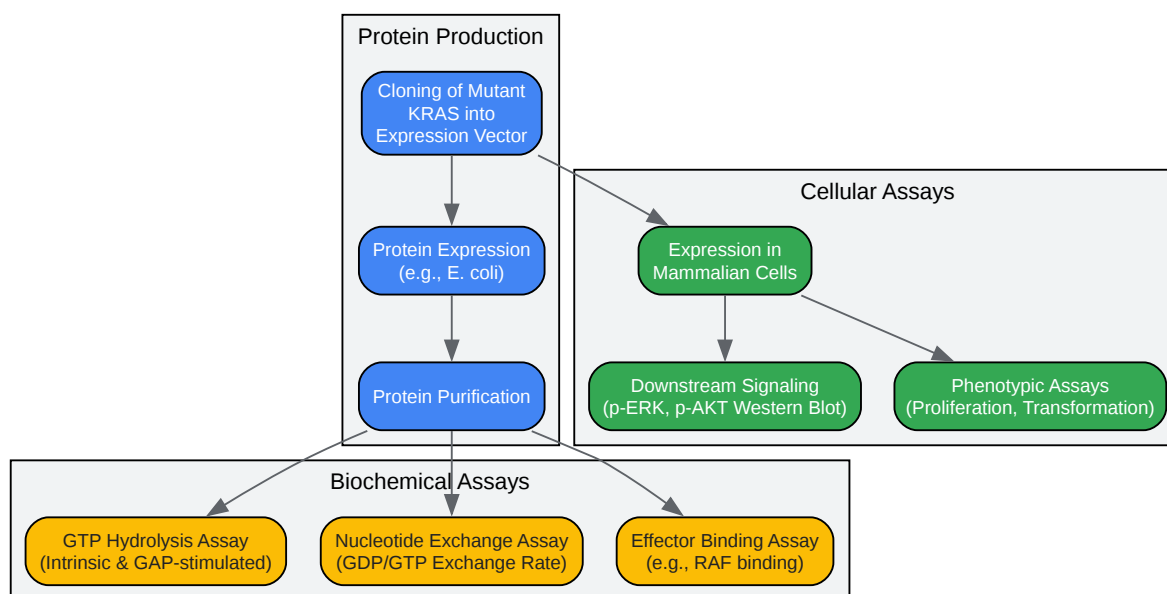 Protein Production
Cloning of Mutant
KRAS into
Expression Vector
Cellular Assays
Protein Expression
(e.g., E. coli)
Expression in
Mammalian Cells
Protein Purification
Downstream Signaling
(p-ERK, p-AKT Western Blot)
Phenotypic Assays
(Proliferation, Transformation)
Biochemical Assays
GTP Hydrolysis Assay
(Intrinsic & GAP-stimulated)
Nucleotide Exchange Assay
(GDP/GTP Exchange Rate)
Effector Binding Assay
(e.g., RAF binding)